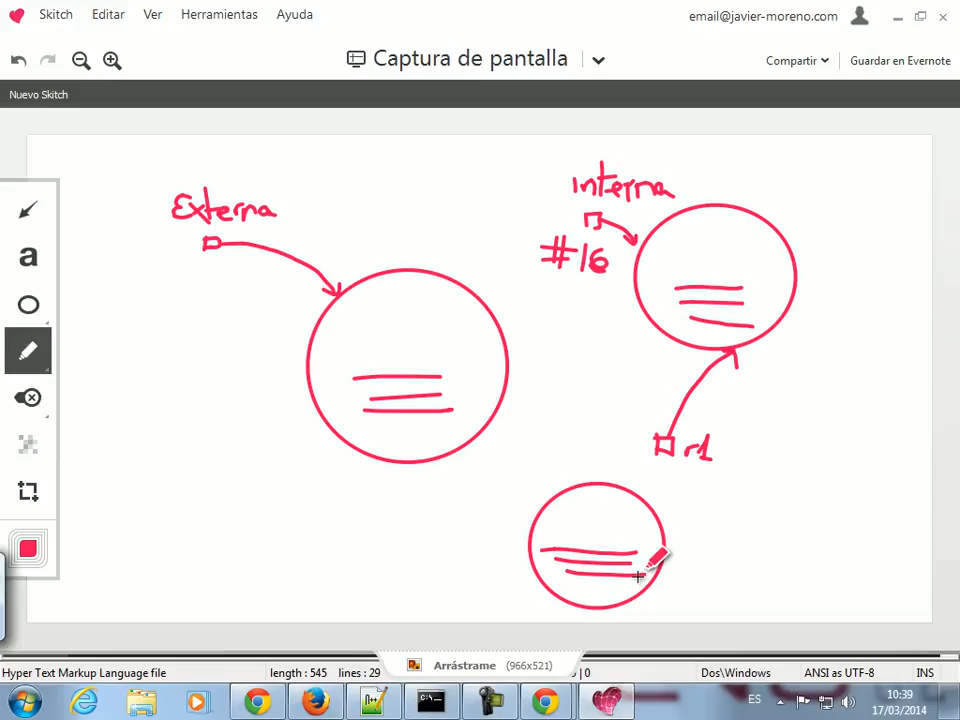 Skitch Editar Ver Herramientas Ayuda email@javier-moreno.com
Captura de pantalla Compartir Guardar en Evernote
Nuevo Skitch
Externa
Interna
#16
r1
a
Arrástrame (966x521)
Hyper Text Markup Language file length : 545 lines : 29 | 0 Dos\Windows ANSI as UTF-8 INS
ES 10:39
17/03/2014